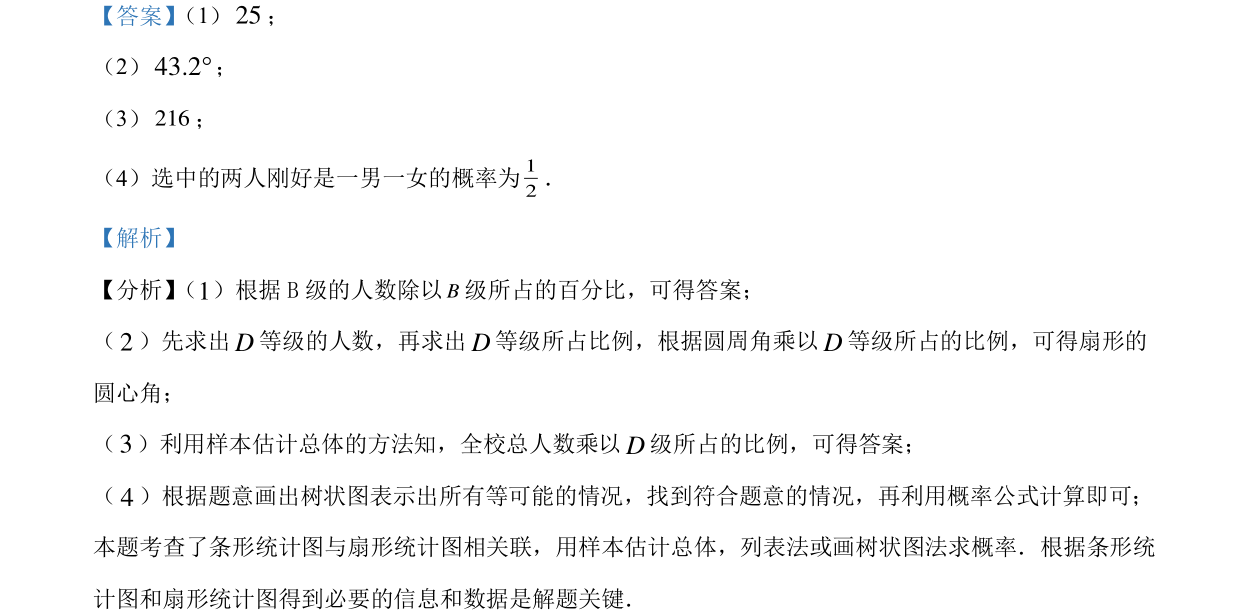 【答案】（1）25；
（2）43.2°；
（3）216；
（4）选中的两人刚好是一男一女的概率为1/2．
【解析】
【分析】（1）根据 B 级的人数除以 B 级所占的百分比，可得答案；
（2）先求出 D 等级的人数，再求出 D 等级所占比例，根据圆周角乘以 D 等级所占的比例，可得扇形的
圆心角；
（3）利用样本估计总体的方法知，全校总人数乘以 D 级所占的比例，可得答案；
（4）根据题意画出树状图表示出所有等可能的情况，找到符合题意的情况，再利用概率公式计算即可；
本题考查了条形统计图与扇形统计图相关联，用样本估计总体，列表法或画树状图法求概率．根据条形统
计图和扇形统计图得到必要的信息和数据是解题关键．